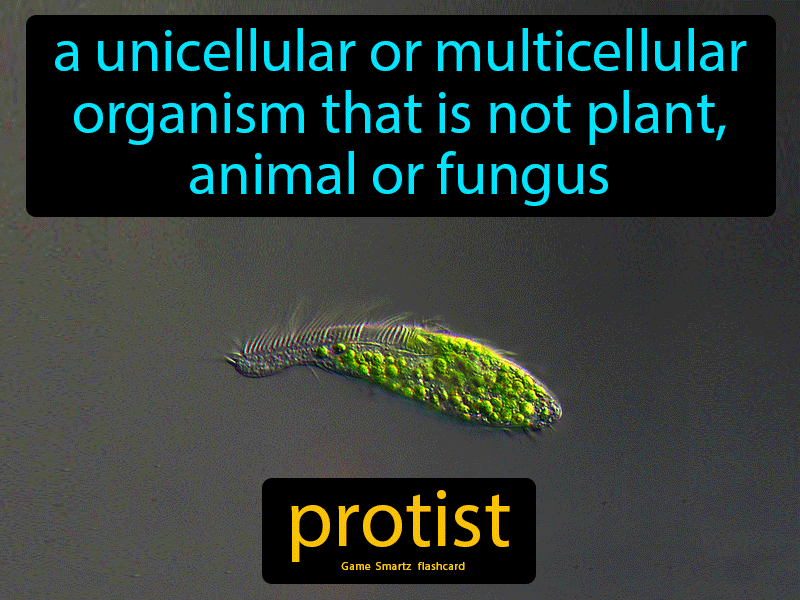 a unicellular or multicellular
organism that is not plant,
animal or fungus
protist
Game Smartz flashcard